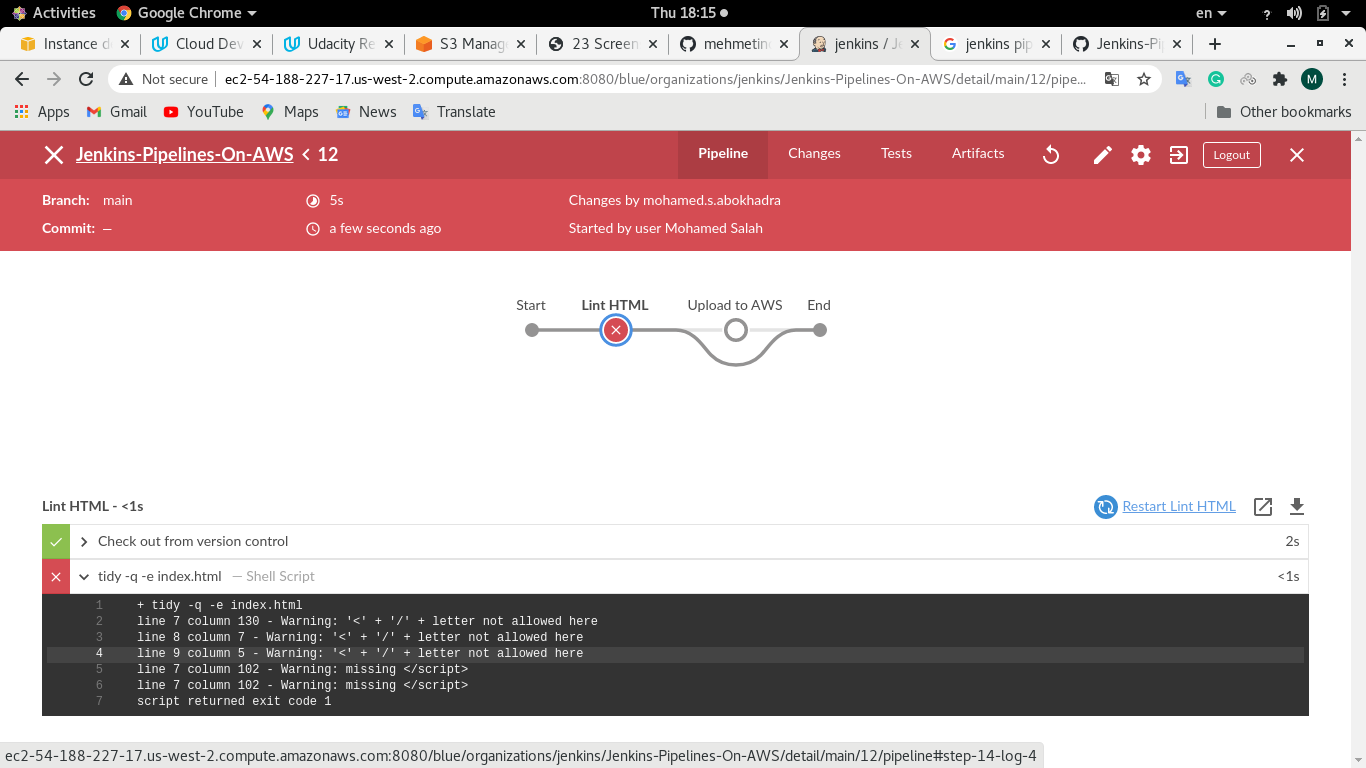 Activities Google Chrome Thu 18:15 en ?
Instance d Cloud Dev Udacity Re S3 Manag 23 Screen mehmetin jenkins / Je jenkins pip Jenkins-Pi
Not secure ec2-54-188-227-17.us-west-2.compute.amazonaws.com:8080/blue/organizations/jenkins/Jenkins-Pipelines-On-AWS/detail/main/12/pipe... M
Apps Gmail YouTube Maps News Translate Other bookmarks
Jenkins-Pipelines-On-AWS < 12 Pipeline Changes Tests Artifacts Logout
Branch: main 5s Changes by mohamed.s.abokhadra
Commit: — a few seconds ago Started by user Mohamed Salah
Start Lint HTML Upload to AWS End
Lint HTML - <1s Restart Lint HTML
Check out from version control 2s
tidy -q -e index.html — Shell Script <1s
1 + tidy -q -e index.html
2 line 7 column 130 - Warning: '<' + '/' + letter not allowed here
3 line 8 column 7 - Warning: '<' + '/' + letter not allowed here
4 line 9 column 5 - Warning: '<' + '/' + letter not allowed here
5 line 7 column 102 - Warning: missing </script>
6 line 7 column 102 - Warning: missing </script>
7 script returned exit code 1
ec2-54-188-227-17.us-west-2.compute.amazonaws.com:8080/blue/organizations/jenkins/Jenkins-Pipelines-On-AWS/detail/main/12/pipeline#step-14-log-4